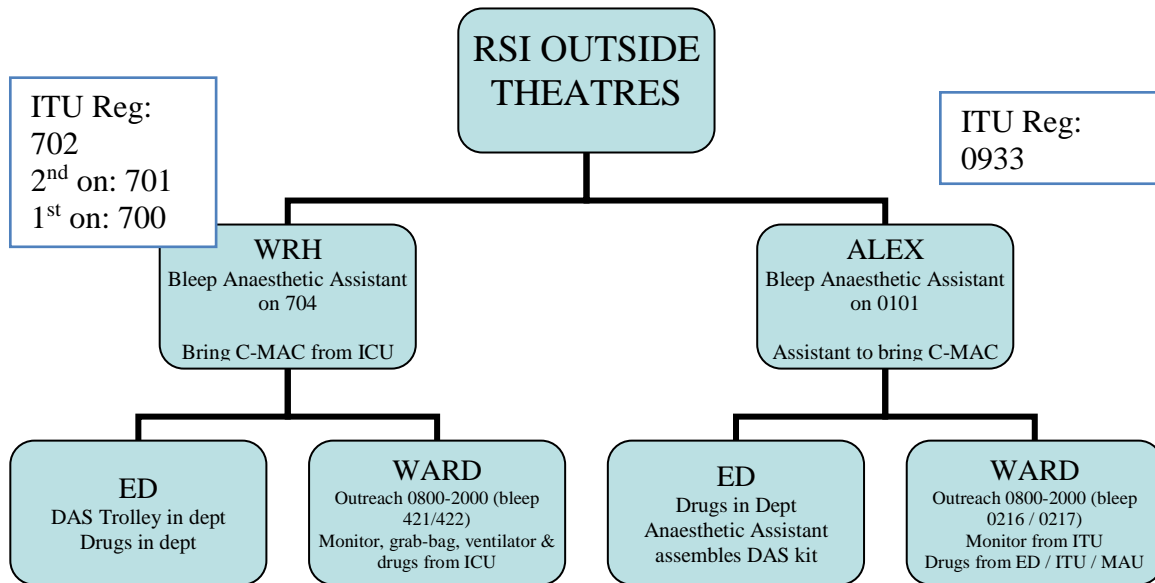 RSI OUTSIDE
THEATRES
ITU Reg:
702
2nd on: 701
1st on: 700
ITU Reg:
0933
WRH
Bleep Anaesthetic Assistant
on 704
Bring C-MAC from ICU
ALEX
Bleep Anaesthetic Assistant
on 0101
Assistant to bring C-MAC
ED
DAS Trolley in dept
Drugs in dept
WARD
Outreach 0800-2000 (bleep
421/422)
Monitor, grab-bag, ventilator &
drugs from ICU
ED
Drugs in Dept
Anaesthetic Assistant
assembles DAS kit
WARD
Outreach 0800-2000 (bleep
0216 / 0217)
Monitor from ITU
Drugs from ED / ITU / MAU